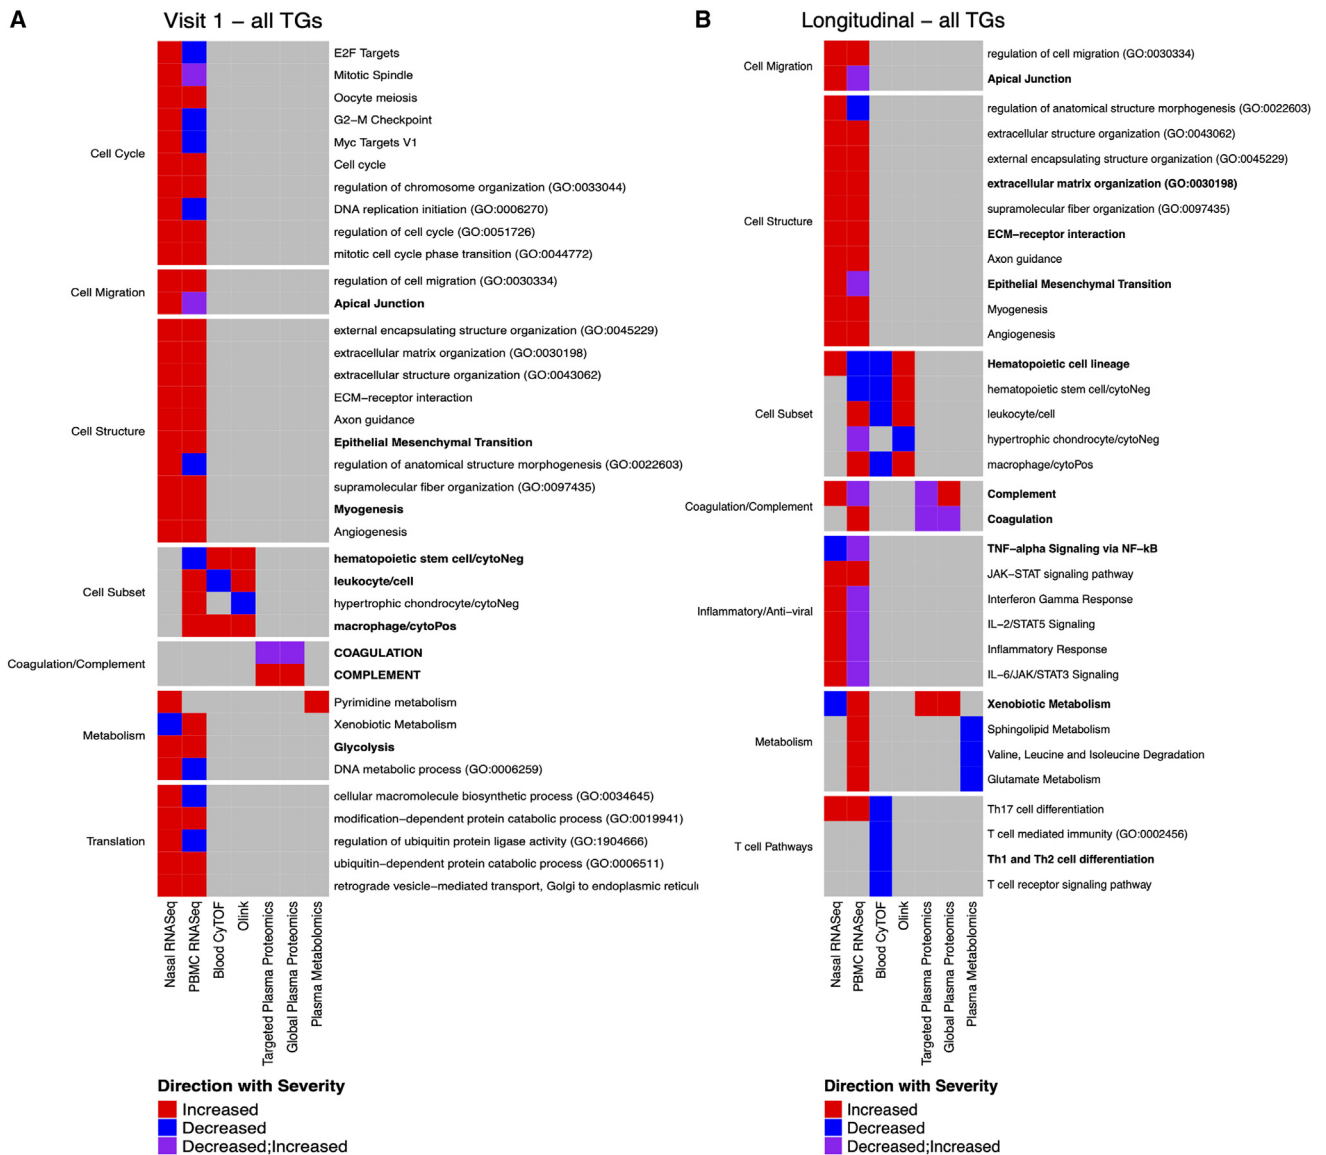 A
Visit 1 – all TGs
Cell Cycle
E2F Targets
Mitotic Spindle
Oocyte meiosis
G2–M Checkpoint
Myc Targets V1
Cell cycle
regulation of chromosome organization (GO:0033044)
DNA replication initiation (GO:0006270)
regulation of cell cycle (GO:0051726)
mitotic cell cycle phase transition (GO:0044772)
Cell Migration
regulation of cell migration (GO:0030334)
Apical Junction
Cell Structure
external encapsulating structure organization (GO:0045229)
extracellular matrix organization (GO:0030198)
extracellular structure organization (GO:0043062)
ECM–receptor interaction
Axon guidance
Epithelial Mesenchymal Transition
regulation of anatomical structure morphogenesis (GO:0022603)
supramolecular fiber organization (GO:0097435)
Myogenesis
Angiogenesis
Cell Subset
hematopoietic stem cell/cytoNeg
leukocyte/cell
hypertrophic chondrocyte/cytoNeg
macrophage/cytoPos
Coagulation/Complement
COAGULATION
COMPLEMENT
Metabolism
Pyrimidine metabolism
Xenobiotic Metabolism
Glycolysis
DNA metabolic process (GO:0006259)
Translation
cellular macromolecule biosynthetic process (GO:0034645)
modification–dependent protein catabolic process (GO:0019941)
regulation of ubiquitin protein ligase activity (GO:1904666)
ubiquitin–dependent protein catabolic process (GO:0006511)
retrograde vesicle–mediated transport, Golgi to endoplasmic reticulu
Nasal RNASeq
PBMC RNASeq
Blood CyTOF
Olink
Targeted Plasma Proteomics
Global Plasma Proteomics
Plasma Metabolomics
Direction with Severity
Increased
Decreased
Decreased;Increased
B
Longitudinal – all TGs
Cell Migration
regulation of cell migration (GO:0030334)
Apical Junction
Cell Structure
regulation of anatomical structure morphogenesis (GO:0022603)
extracellular structure organization (GO:0043062)
external encapsulating structure organization (GO:0045229)
extracellular matrix organization (GO:0030198)
supramolecular fiber organization (GO:0097435)
ECM–receptor interaction
Axon guidance
Epithelial Mesenchymal Transition
Myogenesis
Angiogenesis
Cell Subset
Hematopoietic cell lineage
hematopoietic stem cell/cytoNeg
leukocyte/cell
hypertrophic chondrocyte/cytoNeg
macrophage/cytoPos
Coagulation/Complement
Complement
Coagulation
Inflammatory/Anti–viral
TNF–alpha Signaling via NF–kB
JAK–STAT signaling pathway
Interferon Gamma Response
IL–2/STAT5 Signaling
Inflammatory Response
IL–6/JAK/STAT3 Signaling
Metabolism
Xenobiotic Metabolism
Sphingolipid Metabolism
Valine, Leucine and Isoleucine Degradation
Glutamate Metabolism
T cell Pathways
Th17 cell differentiation
T cell mediated immunity (GO:0002456)
Th1 and Th2 cell differentiation
T cell receptor signaling pathway
Nasal RNASeq
PBMC RNASeq
Blood CyTOF
Olink
Targeted Plasma Proteomics
Global Plasma Proteomics
Plasma Metabolomics
Direction with Severity
Increased
Decreased
Decreased;Increased